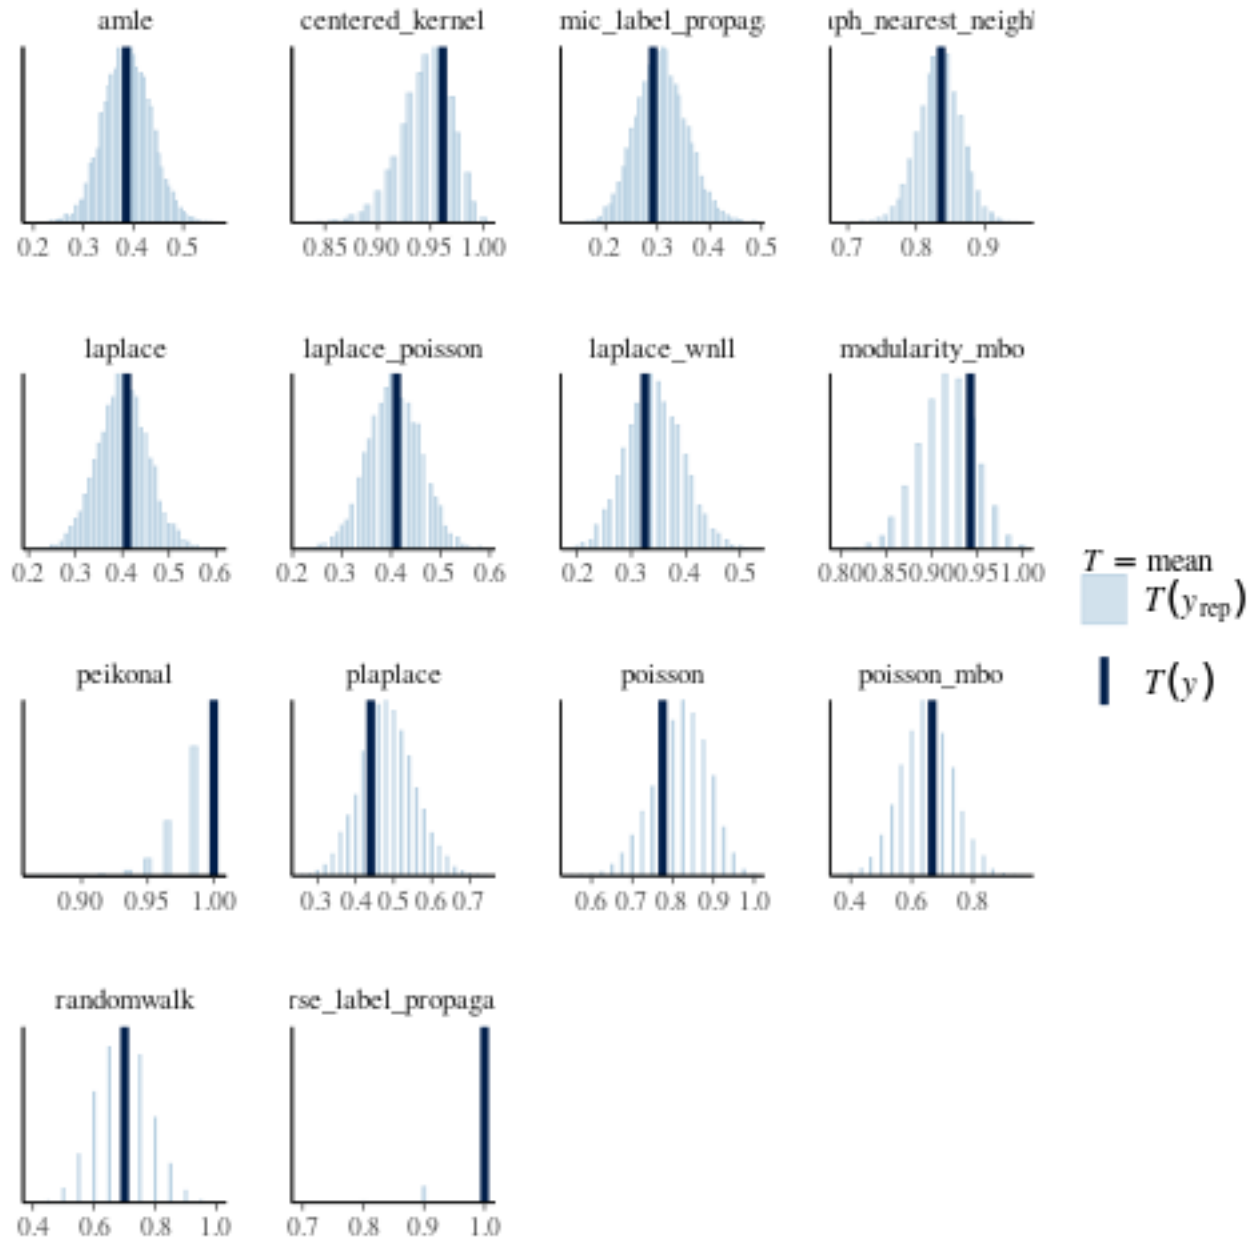 amle centered_kernel mic_label_propag ph_nearest_neigh
0.2 0.3 0.4 0.5 0.85 0.90 0.95 1.00 0.2 0.3 0.4 0.5 0.7 0.8 0.9
laplace laplace_poisson laplace_wnll modularity_mbo
0.2 0.3 0.4 0.5 0.6 0.2 0.3 0.4 0.5 0.6 0.2 0.3 0.4 0.5 0.800 0.850 0.900 0.951 1.00
T = mean
T(yrep)
T(y)
peikonal plaplace poisson poisson_mbo
0.90 0.95 1.00 0.3 0.4 0.5 0.6 0.7 0.6 0.7 0.8 0.9 1.0 0.4 0.6 0.8
randomwalk rse_label_propaga
0.4 0.6 0.8 1.0 0.7 0.8 0.9 1.0